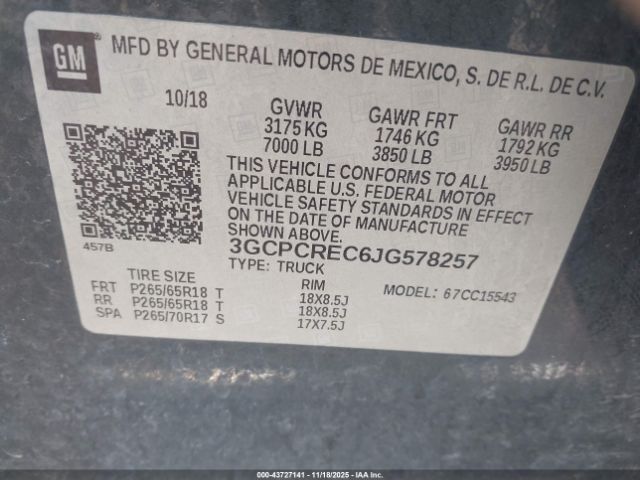 GM
MFD BY GENERAL MOTORS DE MEXICO, S. DE R.L. DE C.V.
10/18
GVWR
3175 KG
7000 LB
GAWR FRT
1746 KG
3850 LB
GAWR RR
1792 KG
3950 LB
THIS VEHICLE CONFORMS TO ALL
APPLICABLE U.S. FEDERAL MOTOR
VEHICLE SAFETY STANDARDS IN EFFECT
ON THE DATE OF MANUFACTURE
SHOWN ABOVE.
457B
3GCPCREC6JG578257
TYPE: TRUCK
MODEL: 67CC15543
TIRE SIZE RIM
FRT P265/65R18 T 18X8.5J
RR P265/65R18 T 18X8.5J
SPA P265/70R17 S 17X7.5J
000-43727141 - 11/18/2025 - IAAI.COM